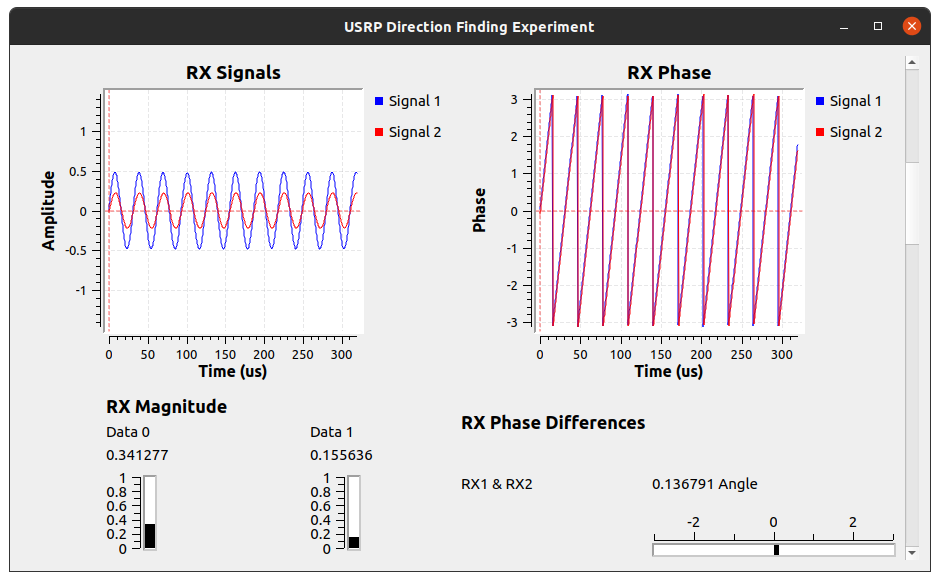 USRP Direction Finding Experiment
RX Signals
Signal 1
Signal 2
Amplitude
1
0.5
0
-0.5
-1
0 50 100 150 200 250 300
Time (us)
RX Phase
Signal 1
Signal 2
Phase
3
2
1
0
-1
-2
-3
0 50 100 150 200 250 300
Time (us)
RX Magnitude
Data 0
0.341277
1
0.8
0.6
0.4
0.2
0
Data 1
0.155636
1
0.8
0.6
0.4
0.2
0
RX Phase Differences
RX1 & RX2
0.136791 Angle
-2 0 2